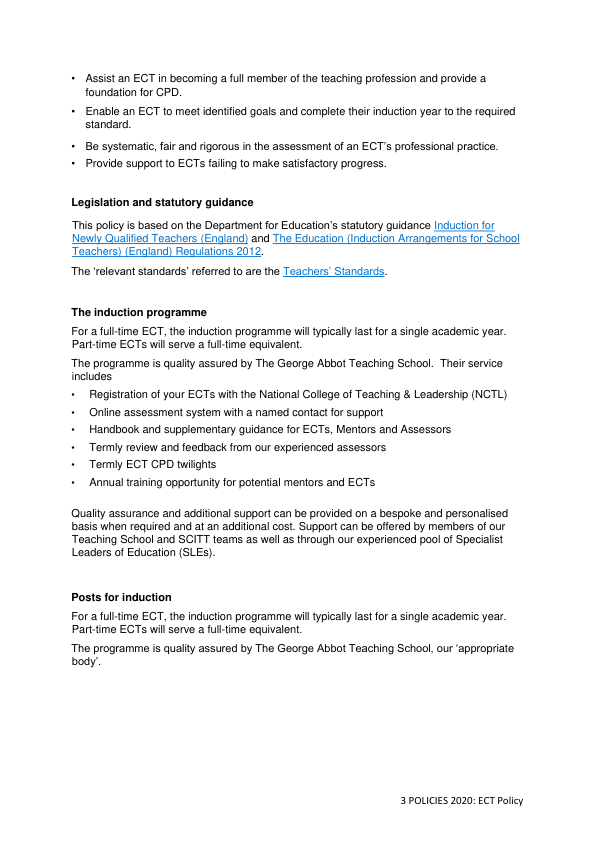 • Assist an ECT in becoming a full member of the teaching profession and provide a
foundation for CPD.
• Enable an ECT to meet identified goals and complete their induction year to the required
standard.
• Be systematic, fair and rigorous in the assessment of an ECT’s professional practice.
• Provide support to ECTs failing to make satisfactory progress.
Legislation and statutory guidance
This policy is based on the Department for Education’s statutory guidance Induction for
Newly Qualified Teachers (England) and The Education (Induction Arrangements for School
Teachers) (England) Regulations 2012.
The ‘relevant standards’ referred to are the Teachers’ Standards.
The induction programme
For a full-time ECT, the induction programme will typically last for a single academic year.
Part-time ECTs will serve a full-time equivalent.
The programme is quality assured by The George Abbot Teaching School.  Their service
includes
• Registration of your ECTs with the National College of Teaching & Leadership (NCTL)
• Online assessment system with a named contact for support
• Handbook and supplementary guidance for ECTs, Mentors and Assessors
• Termly review and feedback from our experienced assessors
• Termly ECT CPD twilights
• Annual training opportunity for potential mentors and ECTs
Quality assurance and additional support can be provided on a bespoke and personalised
basis when required and at an additional cost. Support can be offered by members of our
Teaching School and SCITT teams as well as through our experienced pool of Specialist
Leaders of Education (SLEs).
Posts for induction
For a full-time ECT, the induction programme will typically last for a single academic year.
Part-time ECTs will serve a full-time equivalent.
The programme is quality assured by The George Abbot Teaching School, our ‘appropriate
body’.
3 POLICIES 2020: ECT Policy